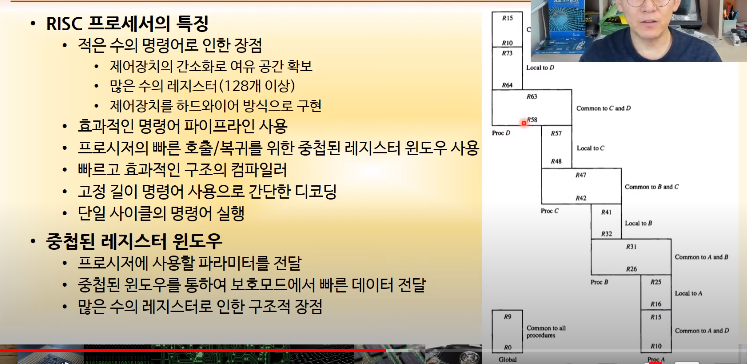 RISC 프로세서의 특징
적은 수의 명령어로 인한 장점
제어장치의 간소화로 여유 공간 확보
많은 수의 레지스터(128개 이상)
제어장치를 하드와이어 방식으로 구현
효과적인 명령어 파이프라인 사용
프로시저의 빠른 호출/복귀를 위한 중첩된 레지스터 윈도우 사용
빠르고 효과적인 구조의 컴파일러
고정 길이 명령어 사용으로 간단한 디코딩
단일 사이클의 명령어 실행
중첩된 레지스터 윈도우
프로시저에 사용할 파라미터를 전달
중첩된 윈도우를 통하여 보호모드에서 빠른 데이터 전달
많은 수의 레지스터로 인한 구조적 장점
R15
R10
R73
Local to D
R64
R63
Common to C and D
R58
Proc D
R57
Local to C
R48
R47
Common to B and C
R42
Proc C
R41
Local to B
R32
R31
Common to A and B
R26
Proc B
R25
Local to A
R16
R15
Common to A and D
R10
Proc A
R9
Common to all
procedures
R0
Global